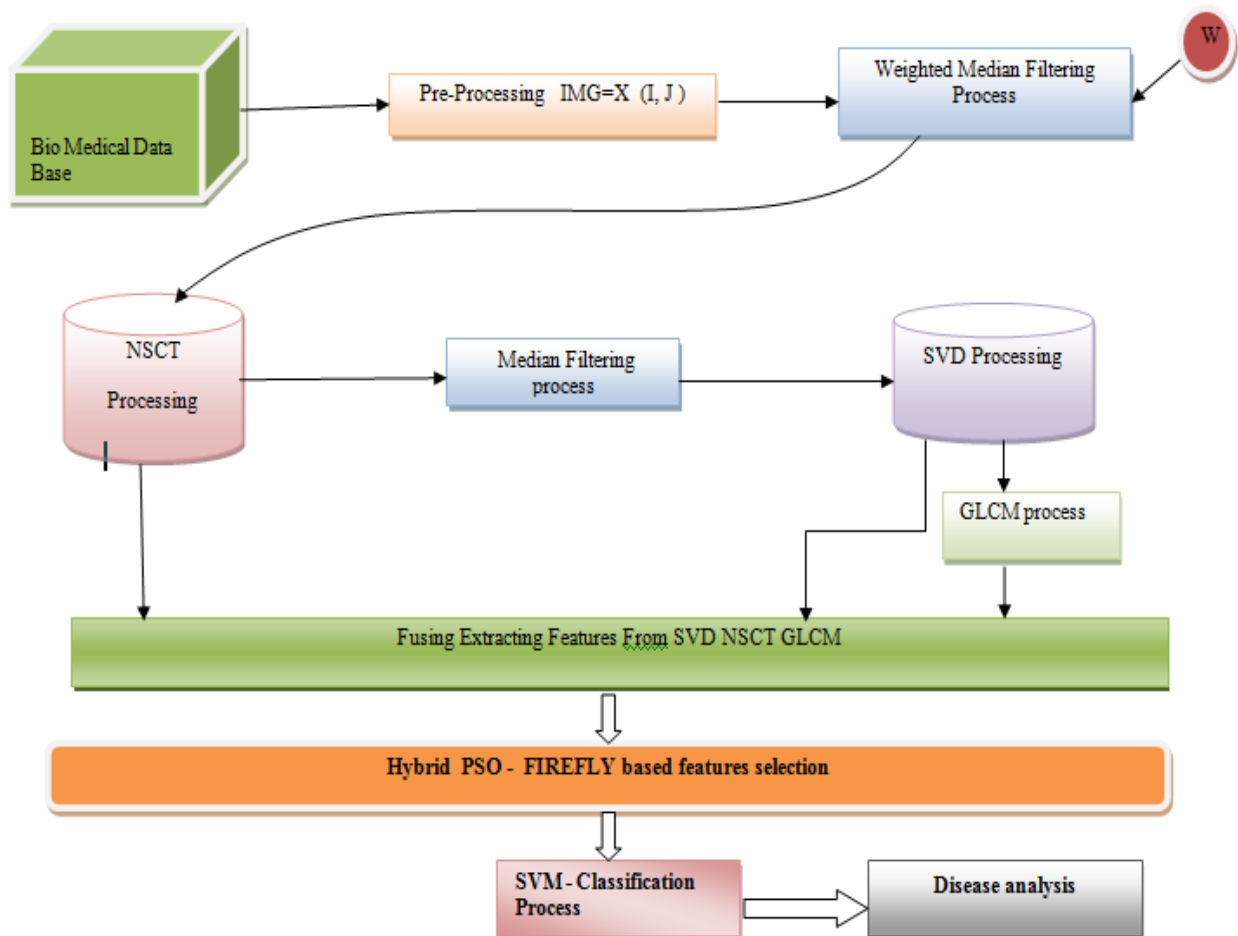 W
Weighted Median Filtering
Process
Pre-Processing IMG=X (I, J )
Bio Medical Data
Base
NSCT
Processing
Median Filtering
process
SVD Processing
GLCM process
Fusing Extracting Features From SVD NSCT GLCM
Hybrid PSO - FIREFLY based features selection
SVM - Classification
Process
Disease analysis